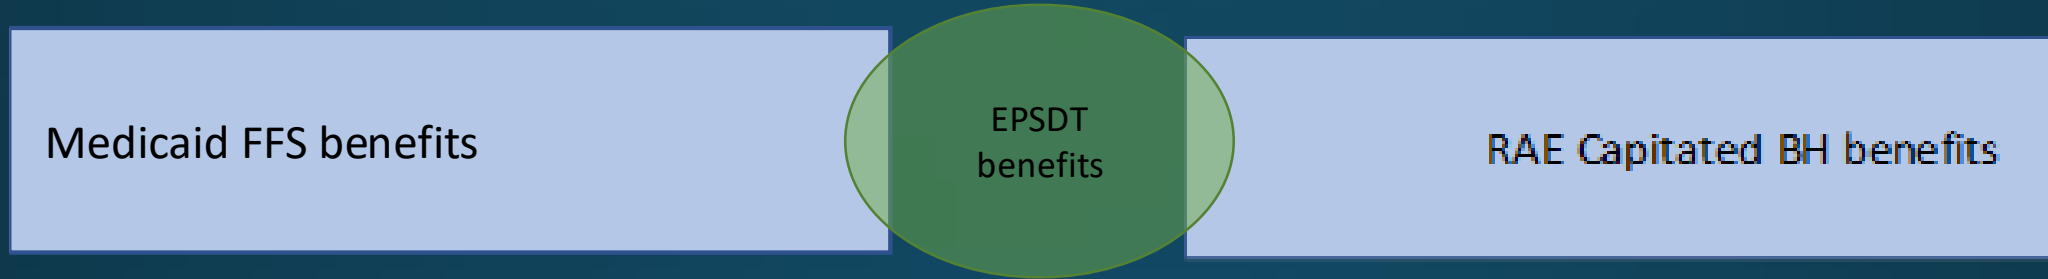 Medicaid FFS benefits
EPSDT
benefits
RAE Capitated BH benefits